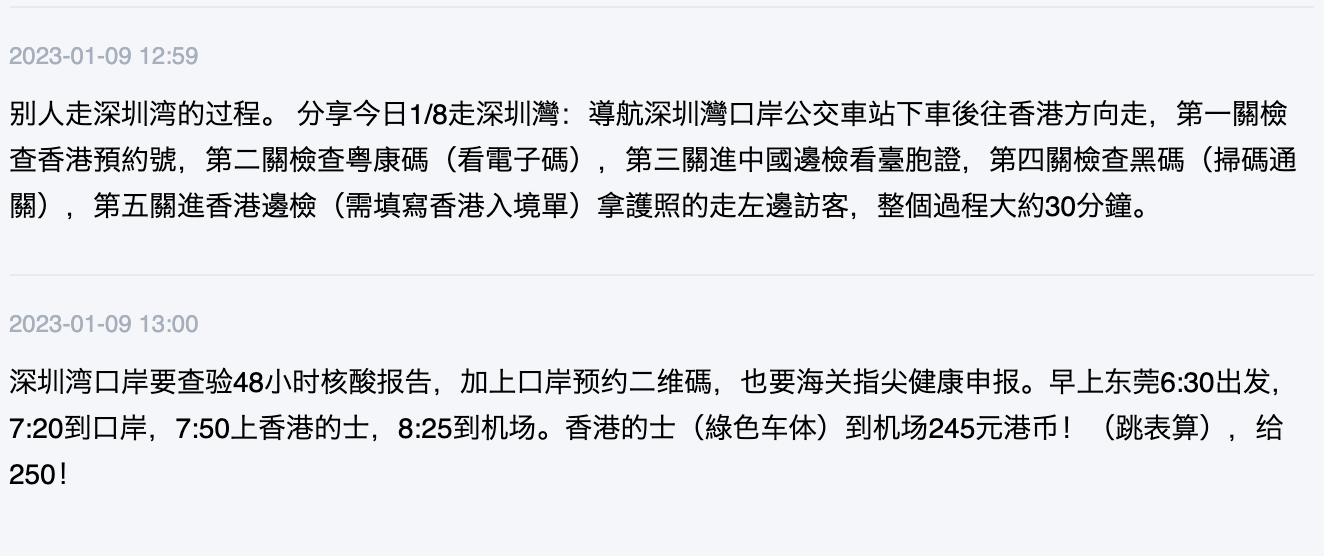 2023-01-09 12:59
别人走深圳湾的过程。 分享今日1/8走深圳灣：導航深圳灣口岸公交車站下車後往香港方向走，第一關檢
查香港預約號，第二關檢查粤康碼（看電子碼），第三關進中國邊檢看臺胞證，第四關檢查黑碼（掃碼通
關），第五關進香港邊檢（需填寫香港入境單）拿護照的走左邊訪客，整個過程大約30分鐘。
2023-01-09 13:00
深圳湾口岸要查验48小时核酸报告，加上口岸预约二维碼，也要海关指尖健康申报。早上东莞6:30出发，
7:20到口岸，7:50上香港的士，8:25到机场。香港的士（綠色车体）到机场245元港币！（跳表算），给
250！